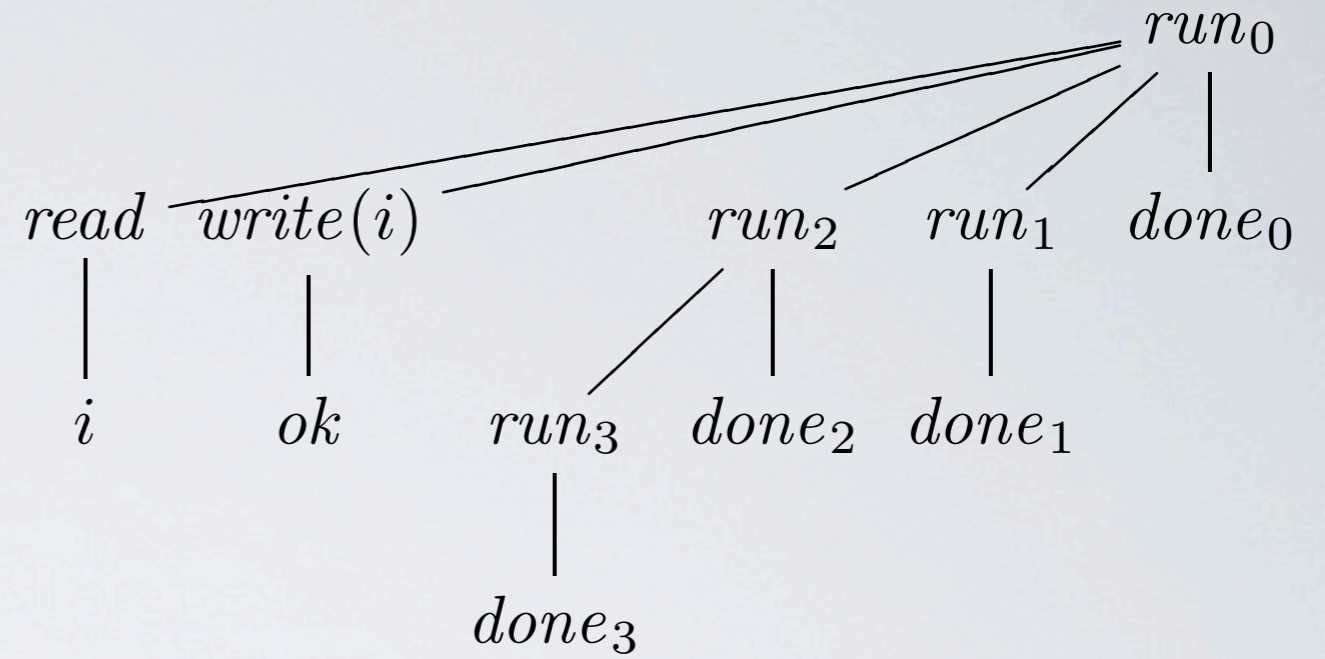 run₀
read write(i) run₂ run₁ done₀
i ok run₃ done₂ done₁
done₃